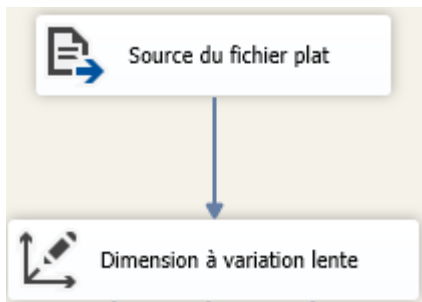 Source du fichier plat
Dimension à variation lente